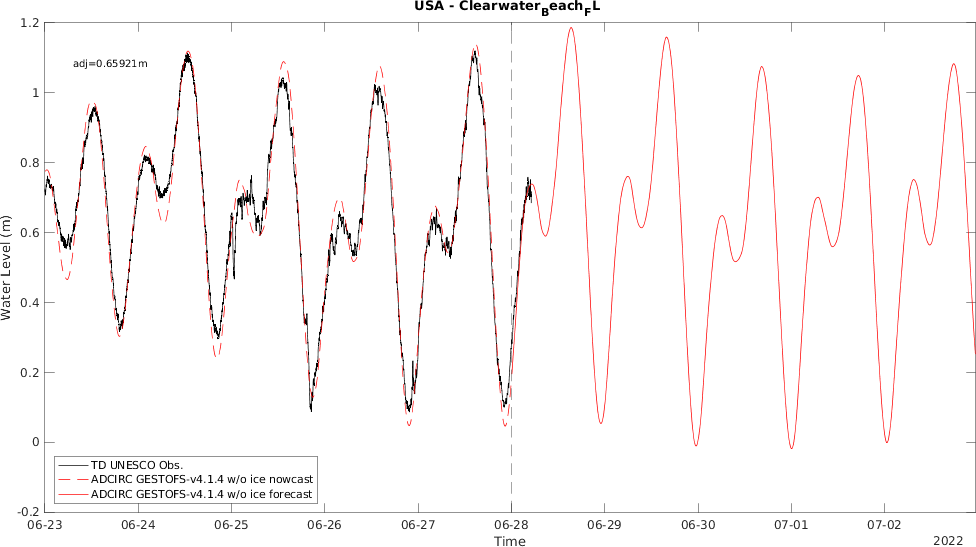 USA - Clearwater_Beach_FL
adj=0.65921m
1.2
1
0.8
0.6
0.4
0.2
0
-0.2
Water Level (m)
TD UNESCO Obs.
ADCIRC GESTOFS-v4.1.4 w/o ice nowcast
ADCIRC GESTOFS-v4.1.4 w/o ice forecast
06-23 06-24 06-25 06-26 06-27 06-28 06-29 06-30 07-01 07-02
Time
2022